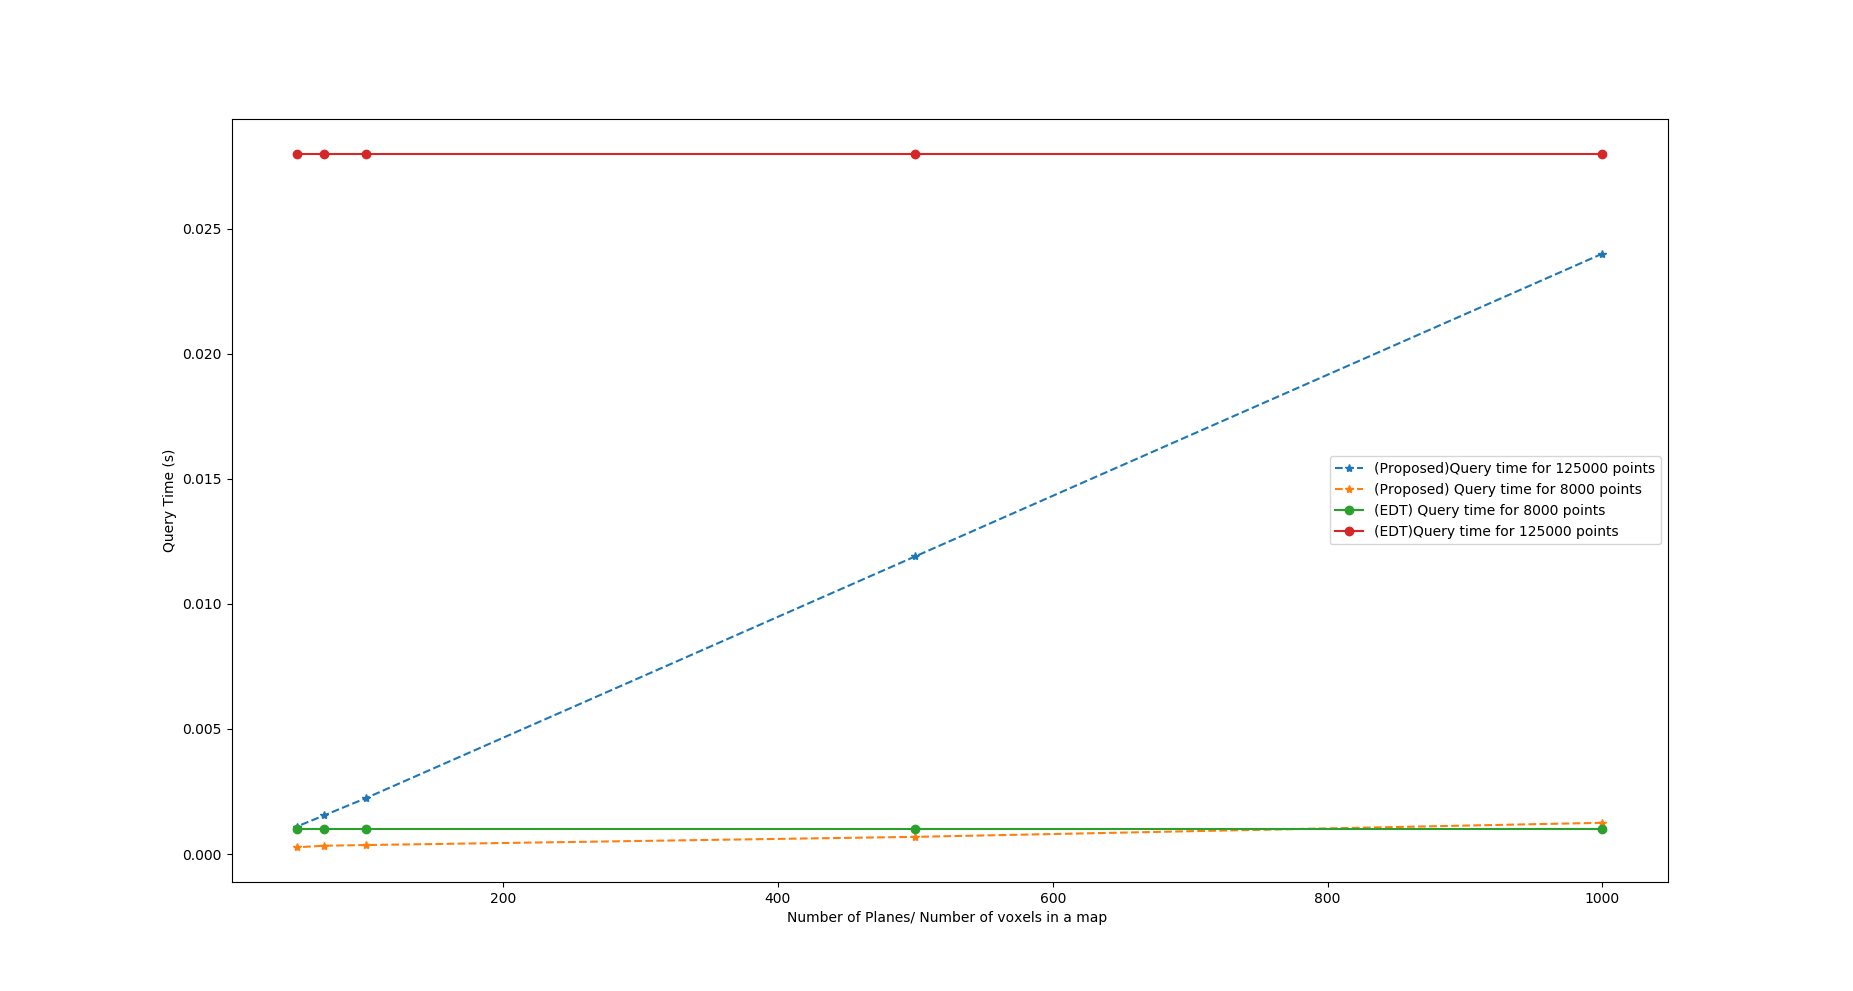 0.025
0.020
0.015
0.010
0.005
0.000
Query Time (s)
200
400
600
800
1000
Number of Planes/ Number of voxels in a map
(Proposed)Query time for 125000 points
(Proposed) Query time for 8000 points
(EDT) Query time for 8000 points
(EDT)Query time for 125000 points